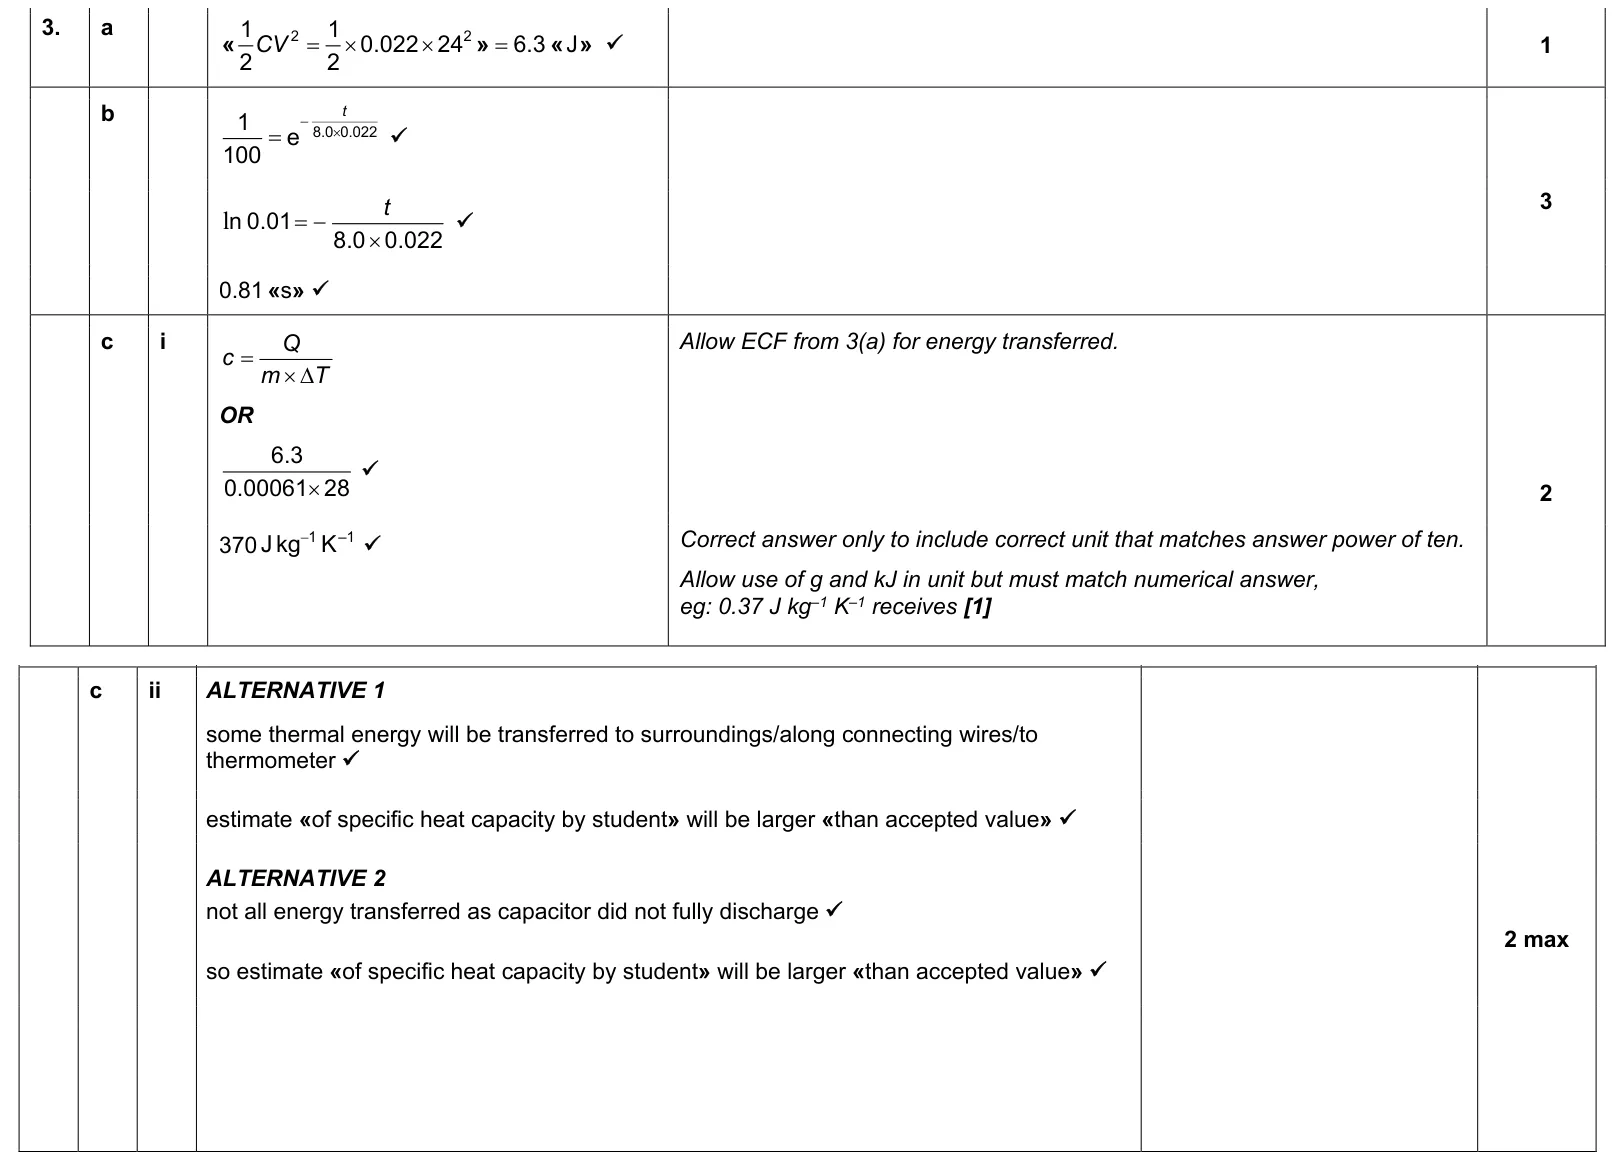 3. a «1/2 CV² = 1/2 × 0.022 × 24²» = 6.3 «J» ✓ 1
b 1/100 = e^(−t/(8.0×0.022)) ✓
ln 0.01 = − t/(8.0 × 0.022) ✓ 3
0.81 «s» ✓
c i c = Q/(m × ΔT) Allow ECF from 3(a) for energy transferred.
OR
6.3/(0.00061×28) ✓ 2
370 J kg⁻¹ K⁻¹ ✓ Correct answer only to include correct unit that matches answer power of ten.
Allow use of g and kJ in unit but must match numerical answer,
eg: 0.37 J kg⁻¹ K⁻¹ receives [1]
c ii ALTERNATIVE 1
some thermal energy will be transferred to surroundings/along connecting wires/to
thermometer ✓
estimate «of specific heat capacity by student» will be larger «than accepted value» ✓
ALTERNATIVE 2
not all energy transferred as capacitor did not fully discharge ✓
2 max
so estimate «of specific heat capacity by student» will be larger «than accepted value» ✓